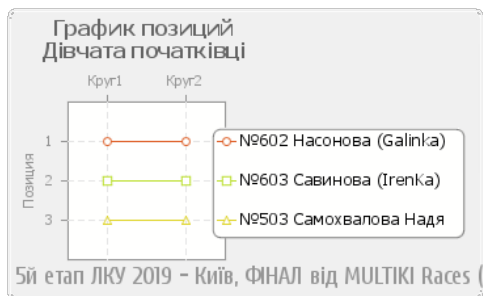 График позиций
Дівчата початківці
Круг1 Круг2
Позиция
1
2
3
№602 Насонова (Galinka)
№603 Савинова (IrenKa)
№503 Самохвалова Надя
5й етап ЛКУ 2019 - Київ, ФІНАЛ від MULTIKI Races (